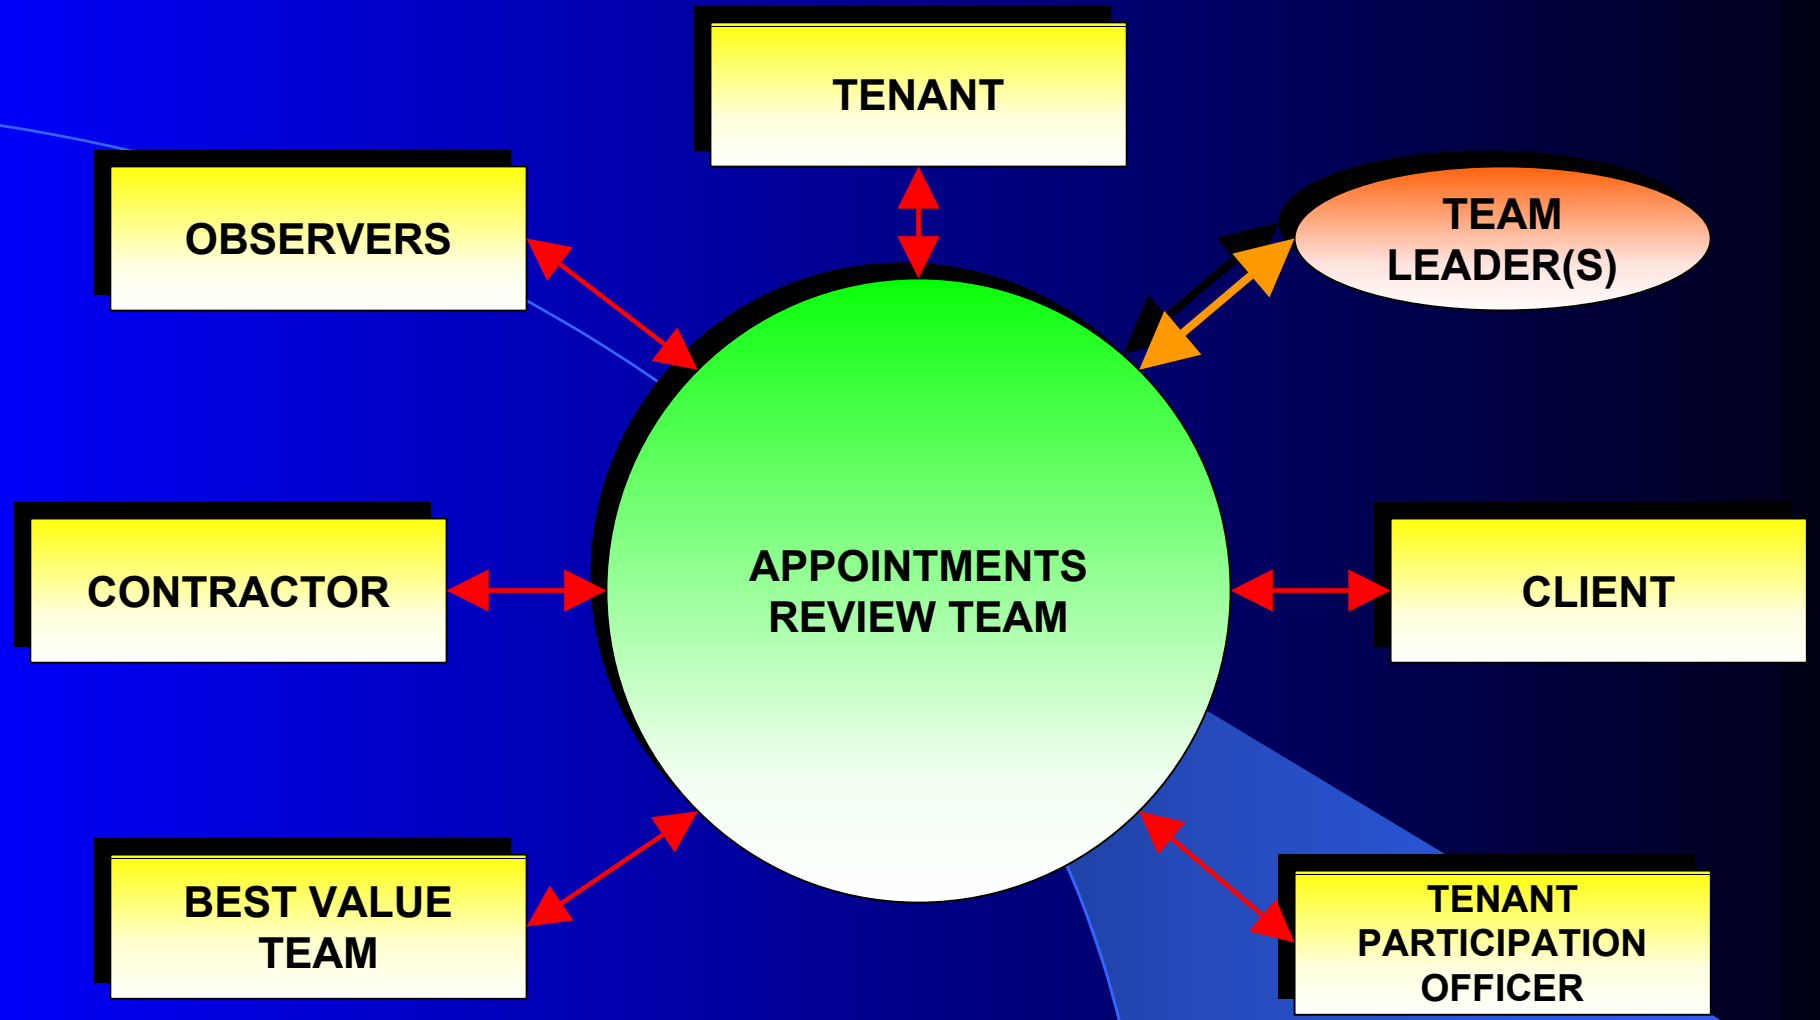 TENANT
OBSERVERS
TEAM
LEADER(S)
CONTRACTOR
APPOINTMENTS
REVIEW TEAM
CLIENT
BEST VALUE
TEAM
TENANT
PARTICIPATION
OFFICER